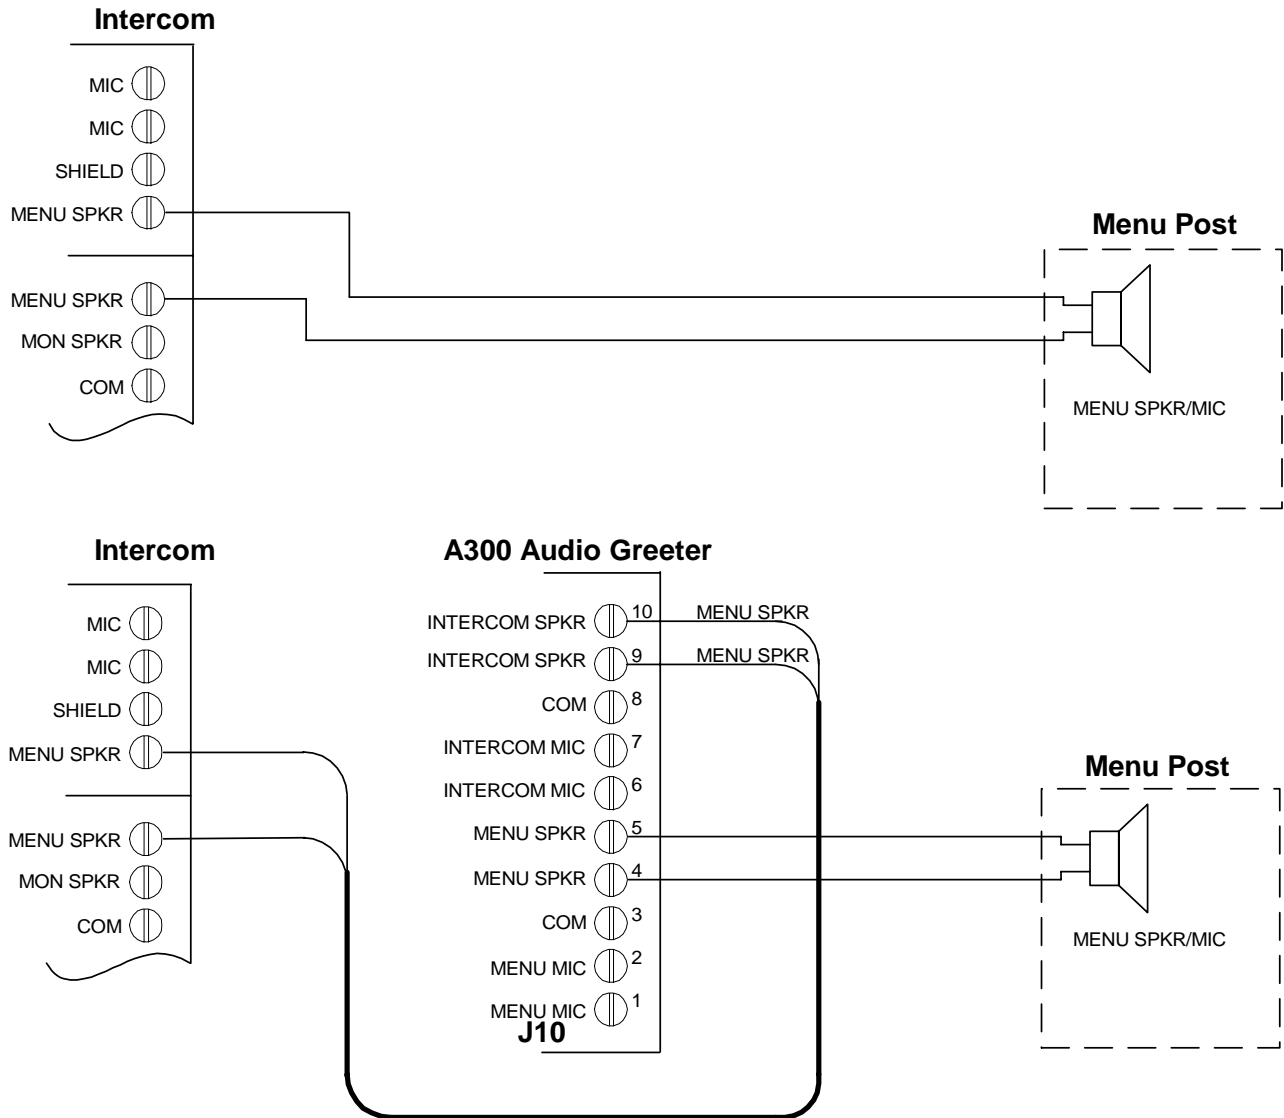 Intercom
MIC
MIC
SHIELD
MENU SPKR
MENU SPKR
MON SPKR
COM
Menu Post
MENU SPKR/MIC
Intercom
MIC
MIC
SHIELD
MENU SPKR
MENU SPKR
MON SPKR
COM
A300 Audio Greeter
INTERCOM SPKR 10 MENU SPKR
INTERCOM SPKR 9 MENU SPKR
COM 8
INTERCOM MIC 7
INTERCOM MIC 6
MENU SPKR 5
MENU SPKR 4
COM 3
MENU MIC 2
MENU MIC 1
J10
Menu Post
MENU SPKR/MIC